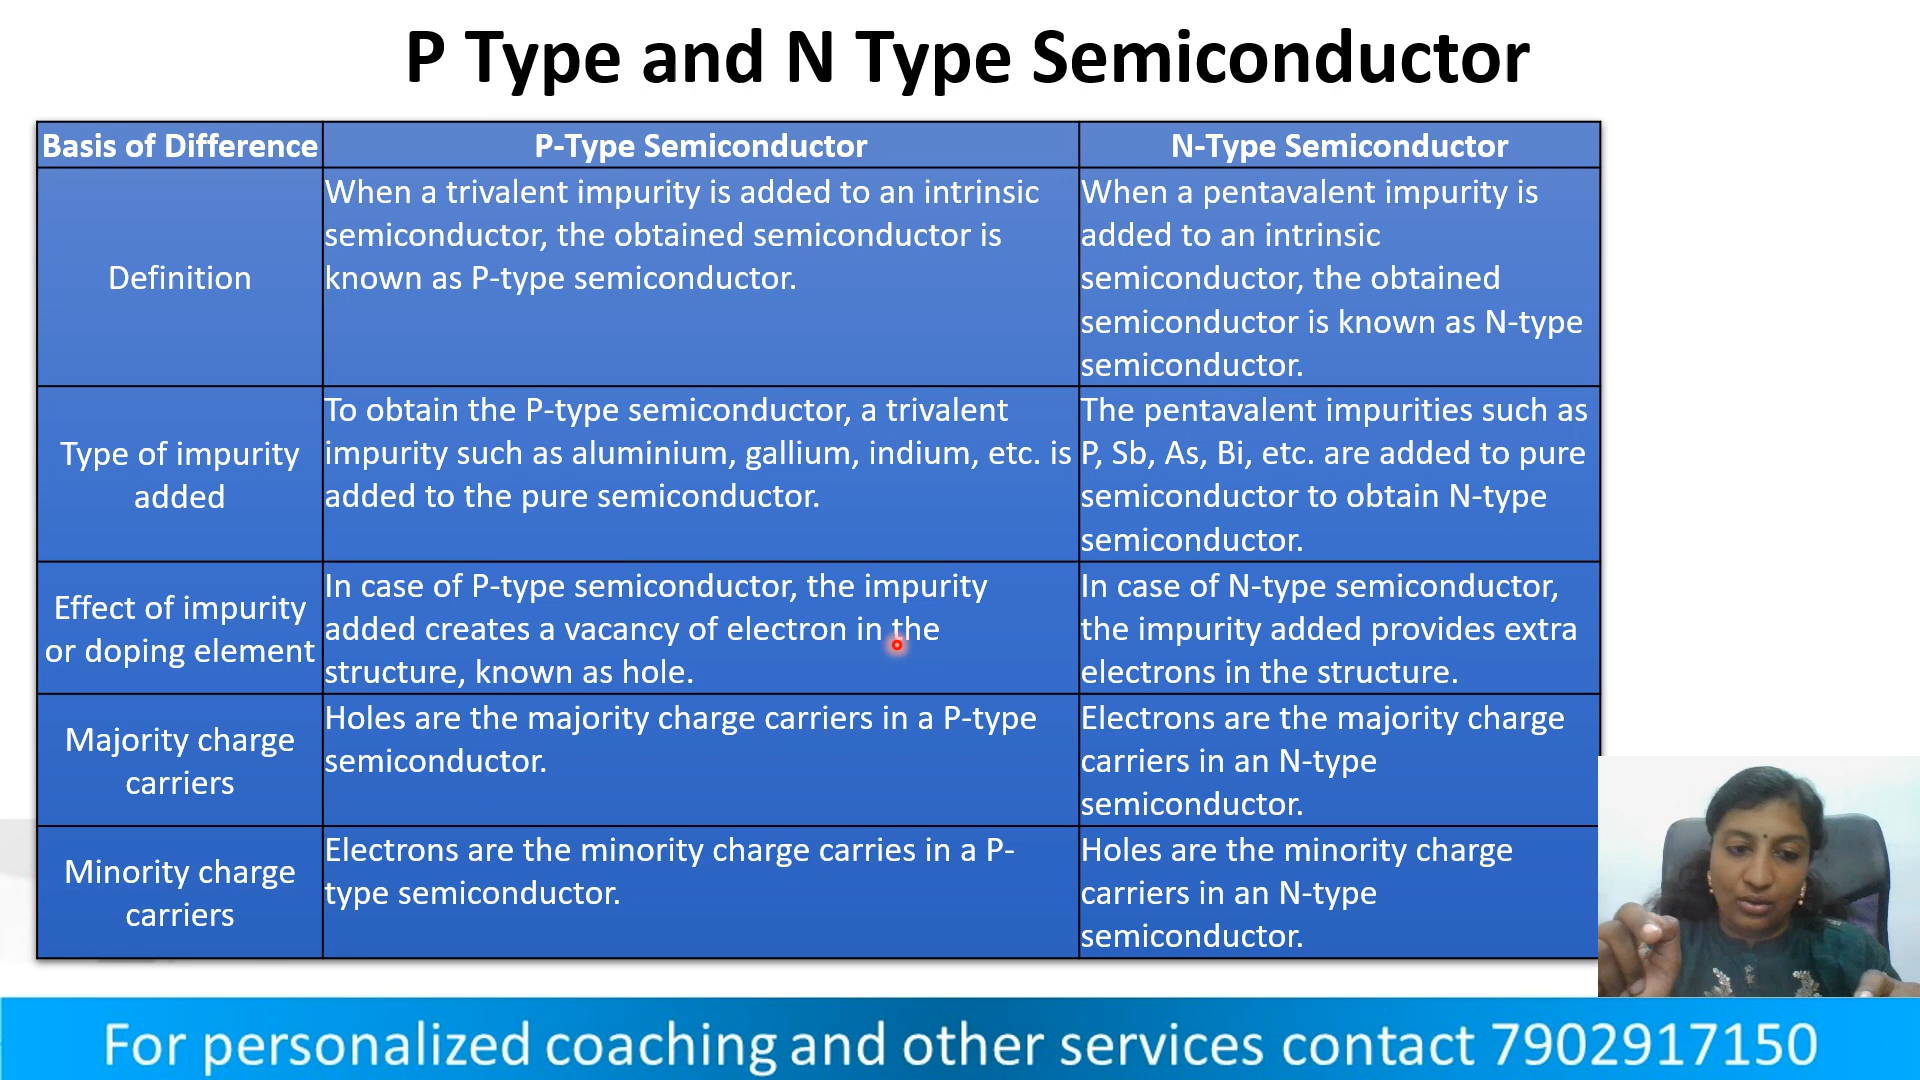 P Type and N Type Semiconductor
Basis of Difference
P-Type Semiconductor
N-Type Semiconductor
Definition
When a trivalent impurity is added to an intrinsic
semiconductor, the obtained semiconductor is
known as P-type semiconductor.
When a pentavalent impurity is
added to an intrinsic
semiconductor, the obtained
semiconductor is known as N-type
semiconductor.
Type of impurity
added
To obtain the P-type semiconductor, a trivalent
impurity such as aluminium, gallium, indium, etc. is
added to the pure semiconductor.
The pentavalent impurities such as
P, Sb, As, Bi, etc. are added to pure
semiconductor to obtain N-type
semiconductor.
Effect of impurity
or doping element
In case of P-type semiconductor, the impurity
added creates a vacancy of electron in the
structure, known as hole.
In case of N-type semiconductor,
the impurity added provides extra
electrons in the structure.
Majority charge
carriers
Holes are the majority charge carriers in a P-type
semiconductor.
Electrons are the majority charge
carriers in an N-type
semiconductor.
Minority charge
carriers
Electrons are the minority charge carries in a P-
type semiconductor.
Holes are the minority charge
carriers in an N-type
semiconductor.
For personalized coaching and other services contact 7902917150